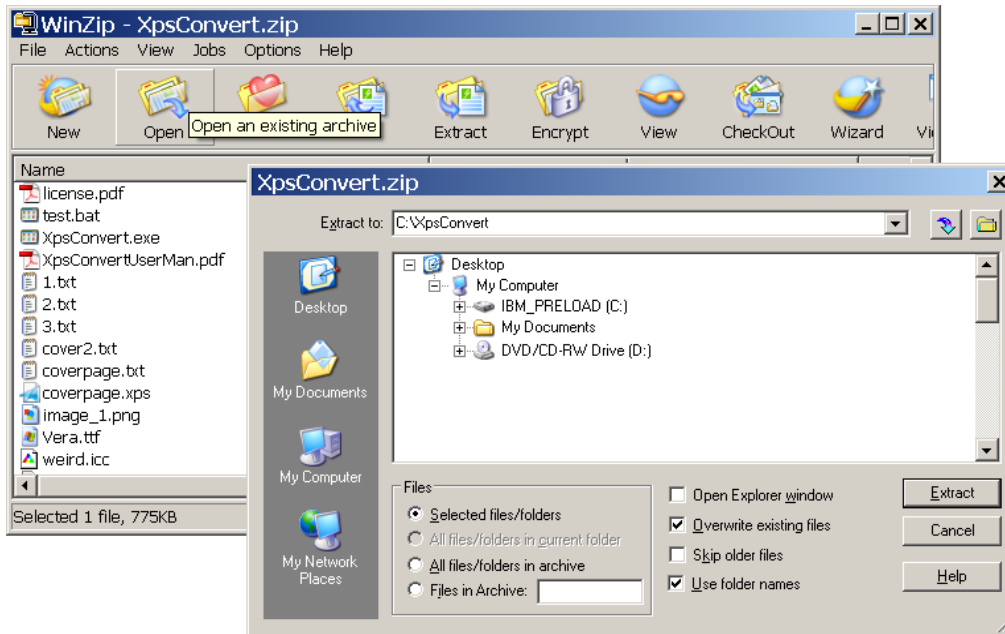 WinZip - XpsConvert.zip
File Actions View Jobs Options Help
New Open Extract Encrypt View CheckOut Wizard
Open an existing archive
Name
license.pdf
test.bat
XpsConvert.exe
XpsConvertUserMan.pdf
1.txt
2.txt
3.txt
cover2.txt
coverpage.txt
coverpage.xps
image_1.png
Vera.ttf
weird.icc
Selected 1 file, 775KB
XpsConvert.zip
Extract to: C:\XpsConvert
Desktop
My Documents
My Computer
My Network
Places
Desktop
My Computer
IBM_PRELOAD (C:)
My Documents
DVD/CD-RW Drive (D:)
Files
Selected files/folders
All files/folders in current folder
All files/folders in archive
Files in Archive:
Open Explorer window
Overwrite existing files
Skip older files
Use folder names
Extract
Cancel
Help